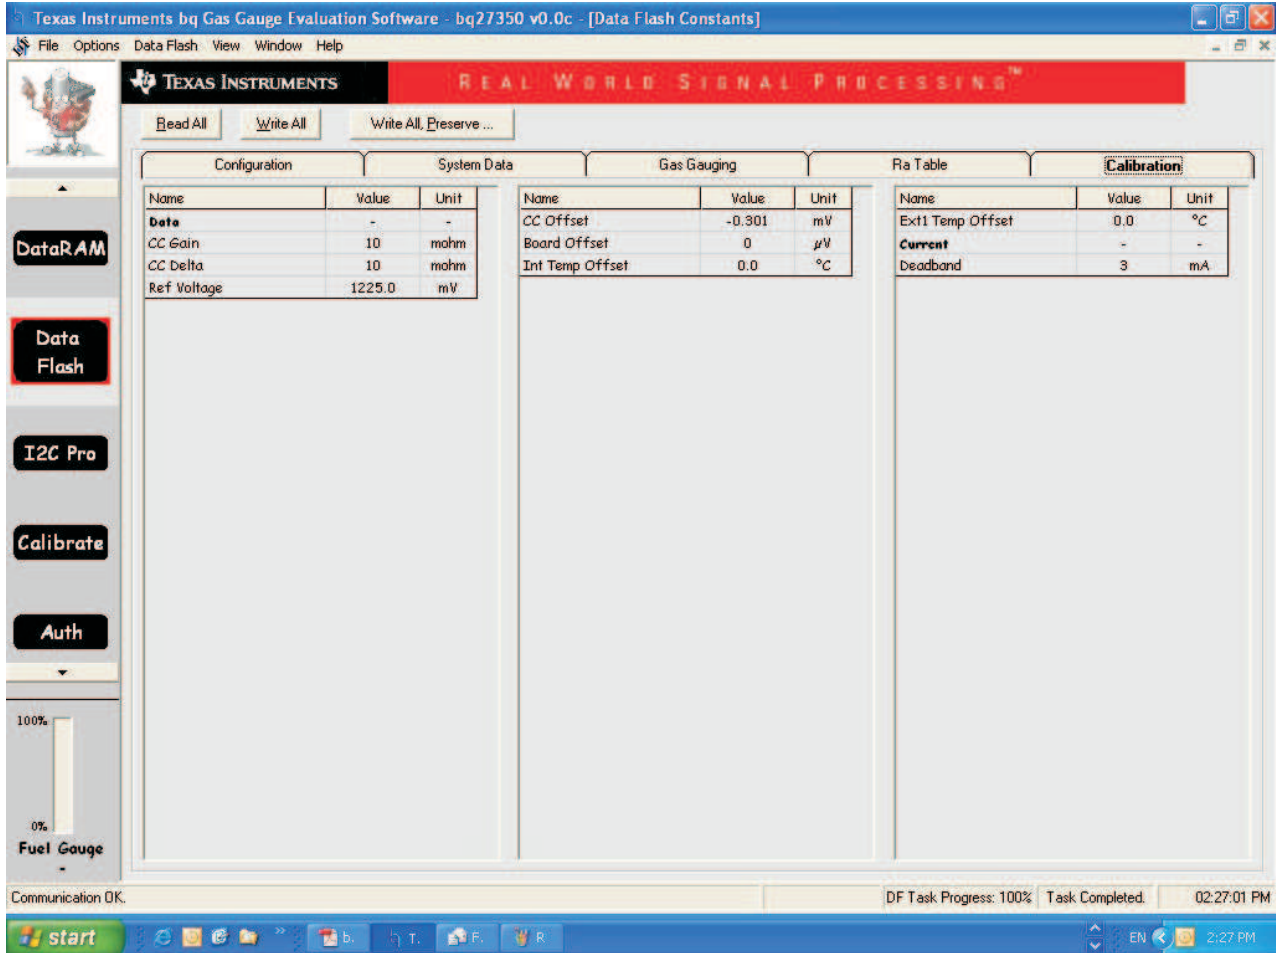 Texas Instruments bq Gas Gauge Evaluation Software - bq27350 v0.0c - [Data Flash Constants]
File Options Data Flash View Window Help
TEXAS INSTRUMENTS REAL WORLD SIGNAL PROCESSING™
Read All Write All Write All, Preserve ...
Configuration System Data Gas Gauging Ra Table Calibration
Name Value Unit Name Value Unit Name Value Unit
Data - - CC Offset -0.301 mV Ext1 Temp Offset 0.0 °C
CC Gain 10 mohm Board Offset 0 µV Current - -
CC Delta 10 mohm Int Temp Offset 0.0 °C Deadband 3 mA
Ref Voltage 1225.0 mV
DataRAM
Data
Flash
I2C Pro
Calibrate
Auth
100%
0%
Fuel Gauge
-
Communication OK. DF Task Progress: 100% Task Completed. 02:27:01 PM
start » b. T. F. R EN 2:27 PM